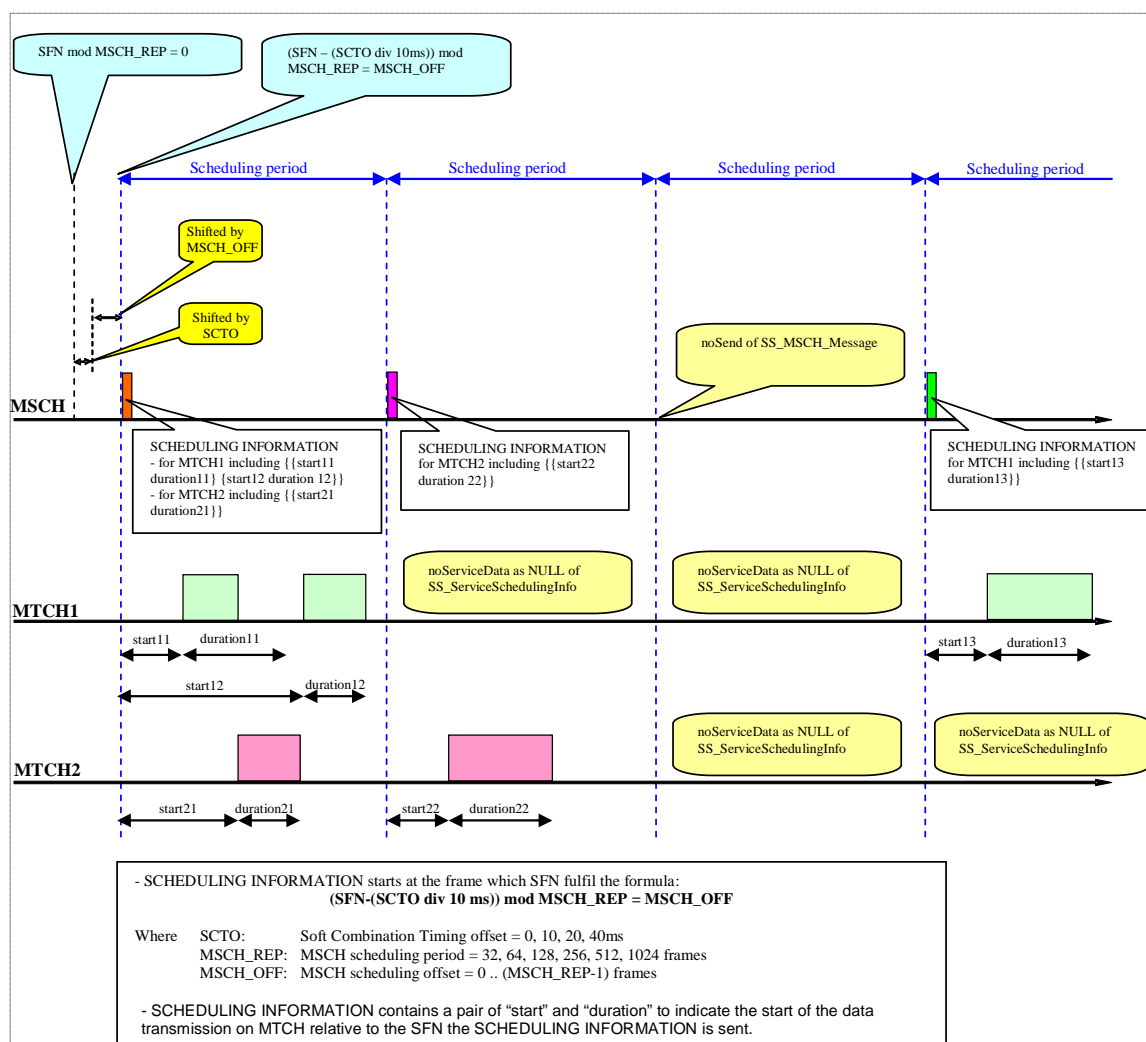 SFN mod MSCH_REP = 0
(SFN – (SCTO div 10ms)) mod
MSCH_REP = MSCH_OFF
Scheduling period
Scheduling period
Scheduling period
Scheduling period
Shifted by
MSCH_OFF
Shifted by
SCTO
noSend of SS_MSCH_Message
MSCH
SCHEDULING INFORMATION
- for MTCH1 including {{start11
duration11} {start12 duration 12}}
- for MTCH2 including {{start21
duration21}}
SCHEDULING INFORMATION
for MTCH2 including {{start22
duration 22}}
SCHEDULING INFORMATION
for MTCH1 including {{start13
duration13}}
noServiceData as NULL of
SS_ServiceSchedulingInfo
noServiceData as NULL of
SS_ServiceSchedulingInfo
MTCH1
start11
duration11
start13
duration13
start12
duration12
noServiceData as NULL of
SS_ServiceSchedulingInfo
noServiceData as NULL of
SS_ServiceSchedulingInfo
MTCH2
start21
duration21
start22
duration22
- SCHEDULING INFORMATION starts at the frame which SFN fulfil the formula:
(SFN-(SCTO div 10 ms)) mod MSCH_REP = MSCH_OFF
Where SCTO: Soft Combination Timing offset = 0, 10, 20, 40ms
MSCH_REP: MSCH scheduling period = 32, 64, 128, 256, 512, 1024 frames
MSCH_OFF: MSCH scheduling offset = 0 .. (MSCH_REP-1) frames
- SCHEDULING INFORMATION contains a pair of “start” and “duration” to indicate the start of the data
transmission on MTCH relative to the SFN the SCHEDULING INFORMATION is sent.